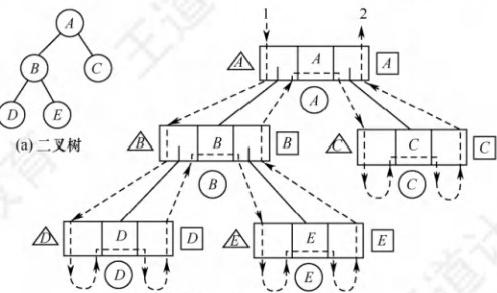 1 2
A
A A A
B C
A
B B B
C C C
D E
B
C
(a) 二叉树
D D D
E E E
D
E